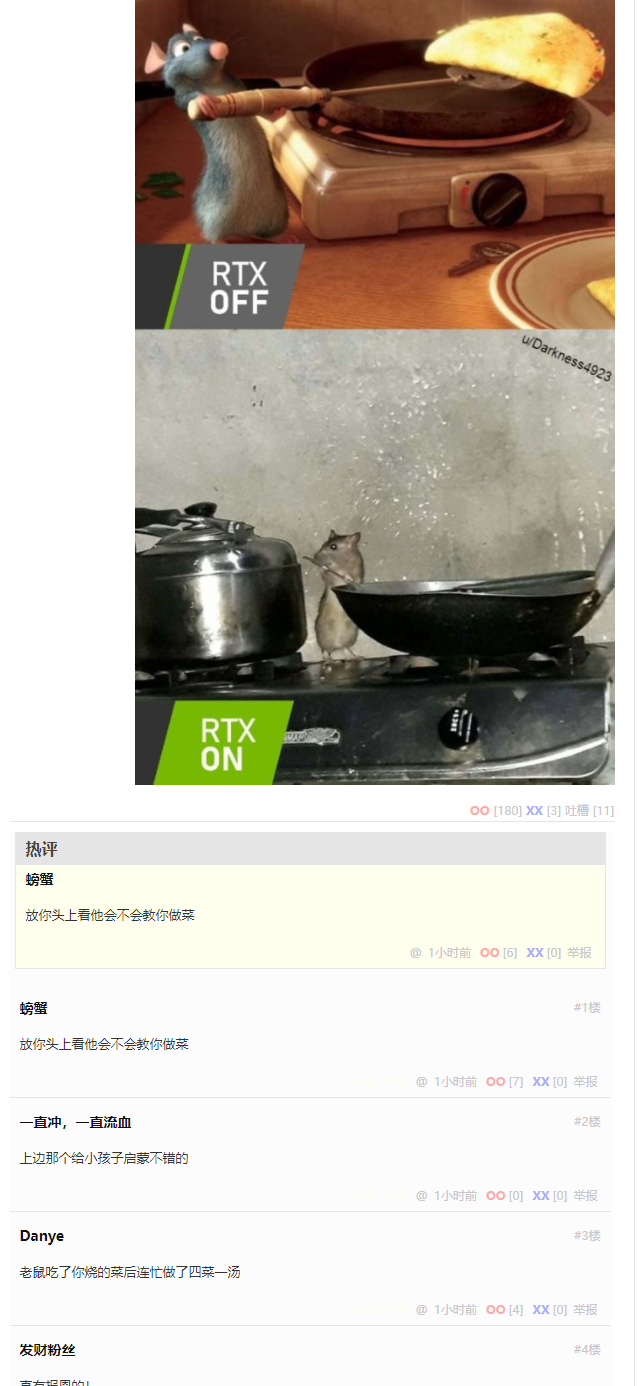 RTX
OFF
u/Darkness4923
RTX
ON
OO [180] XX [3] 吐槽 [11]
热评
螃蟹
放你头上看他会不会教你做菜
@ 1小时前 OO [6] XX [0] 举报
螃蟹 #1楼
放你头上看他会不会教你做菜
@ 1小时前 OO [7] XX [0] 举报
一直冲，一直流血 #2楼
上边那个给小孩子启蒙不错的
@ 1小时前 OO [0] XX [0] 举报
Danye #3楼
老鼠吃了你烧的菜后连忙做了四菜一汤
@ 1小时前 OO [4] XX [0] 举报
发财粉丝 #4楼